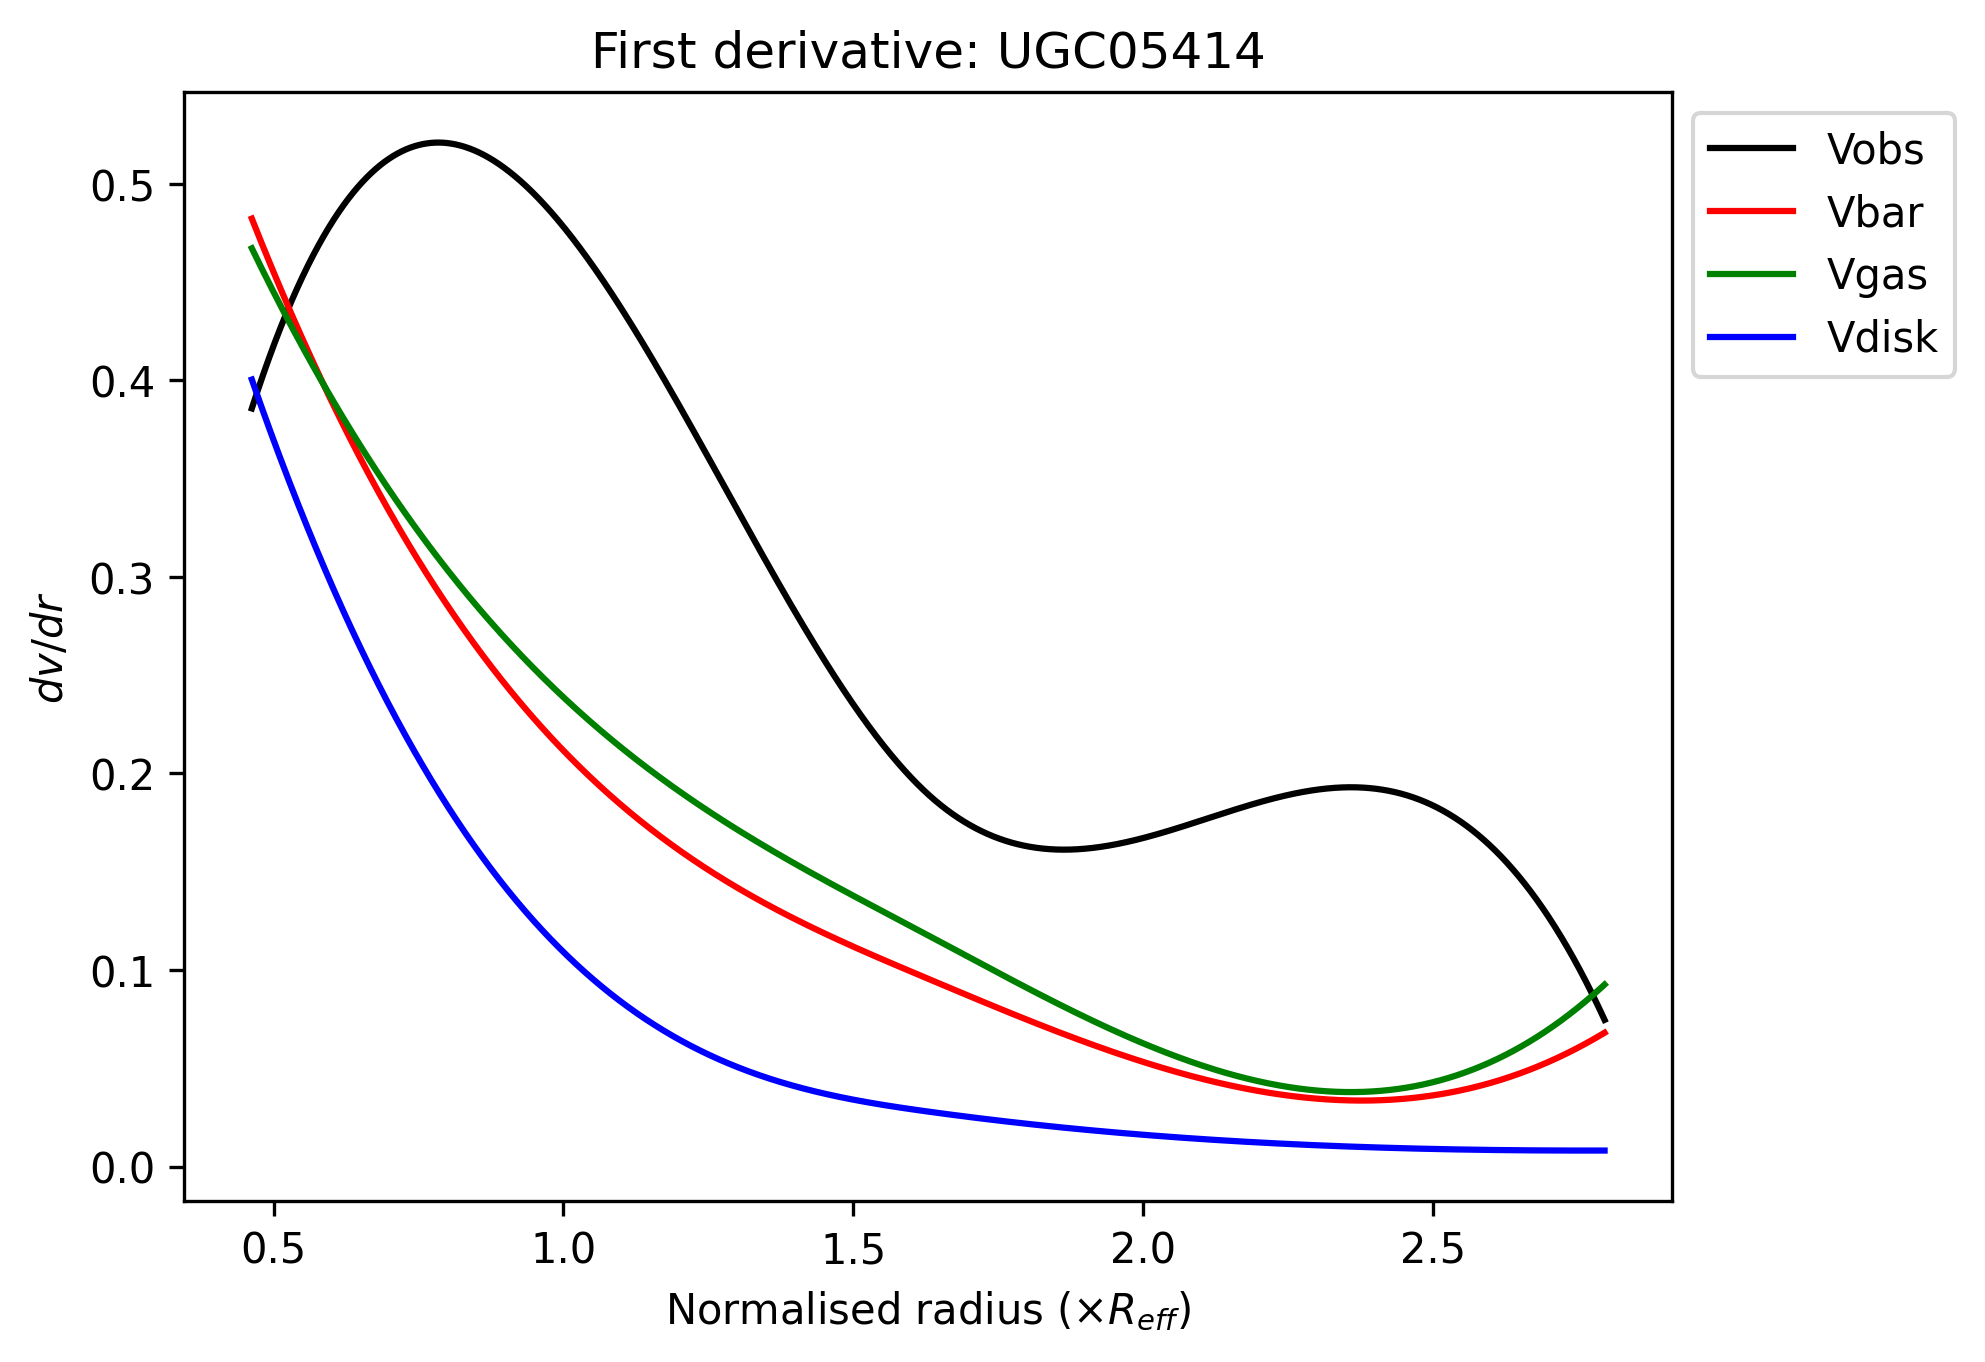 First derivative: UGC05414
Vobs
Vbar
Vgas
Vdisk
dv/dr
0.5
0.4
0.3
0.2
0.1
0.0
0.5 1.0 1.5 2.0 2.5
Normalised radius (×R_eff)